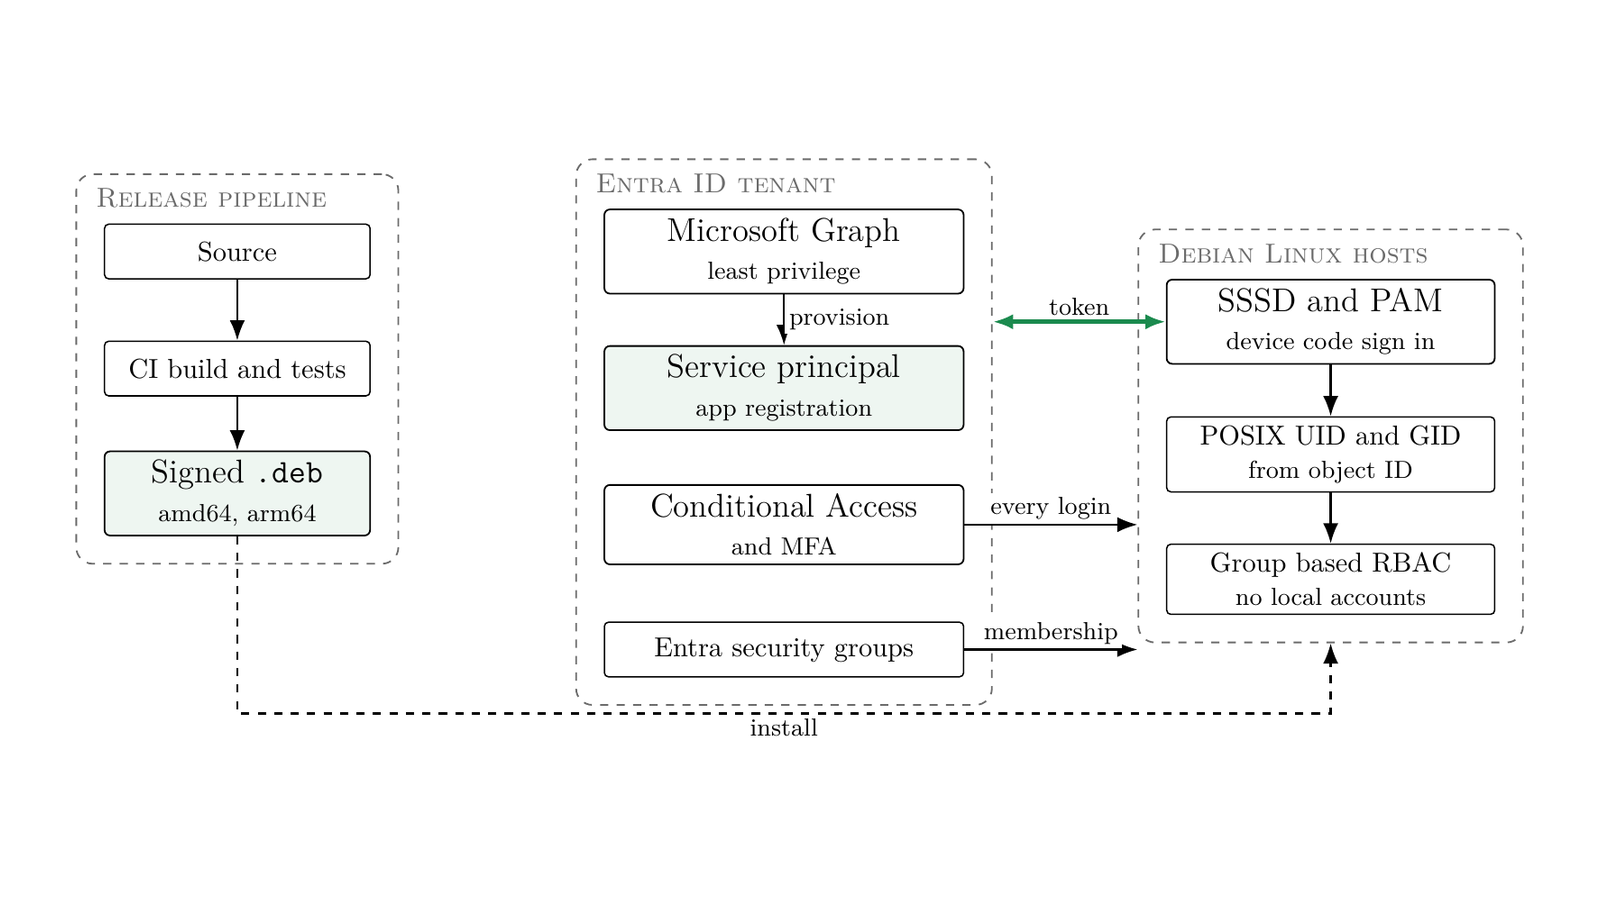 Release pipeline
Source
CI build and tests
Signed .deb
amd64, arm64
Entra ID tenant
Microsoft Graph
least privilege
provision
Service principal
app registration
Conditional Access
and MFA
Entra security groups
token
every login
membership
install
Debian Linux hosts
SSSD and PAM
device code sign in
POSIX UID and GID
from object ID
Group based RBAC
no local accounts